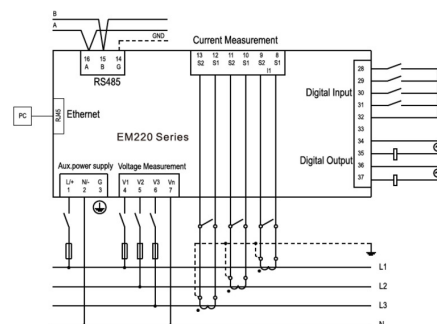 B
A
GND
16 15 14
A B G
RS485
Current Measurement
13 12 11 10 9 8
S2 S1 S2 S1 S2 S1
I1
PC
RJ45
Ethernet
EM220 Series
Digital Input
28
29
30
31
32
33
Digital Output
34
35
36
37
Aux.power supply
L/+ N/- G
1 2 3
Voltage Measurement
V1 V2 V3 Vn
4 5 6 7
L1
L2
L3
N